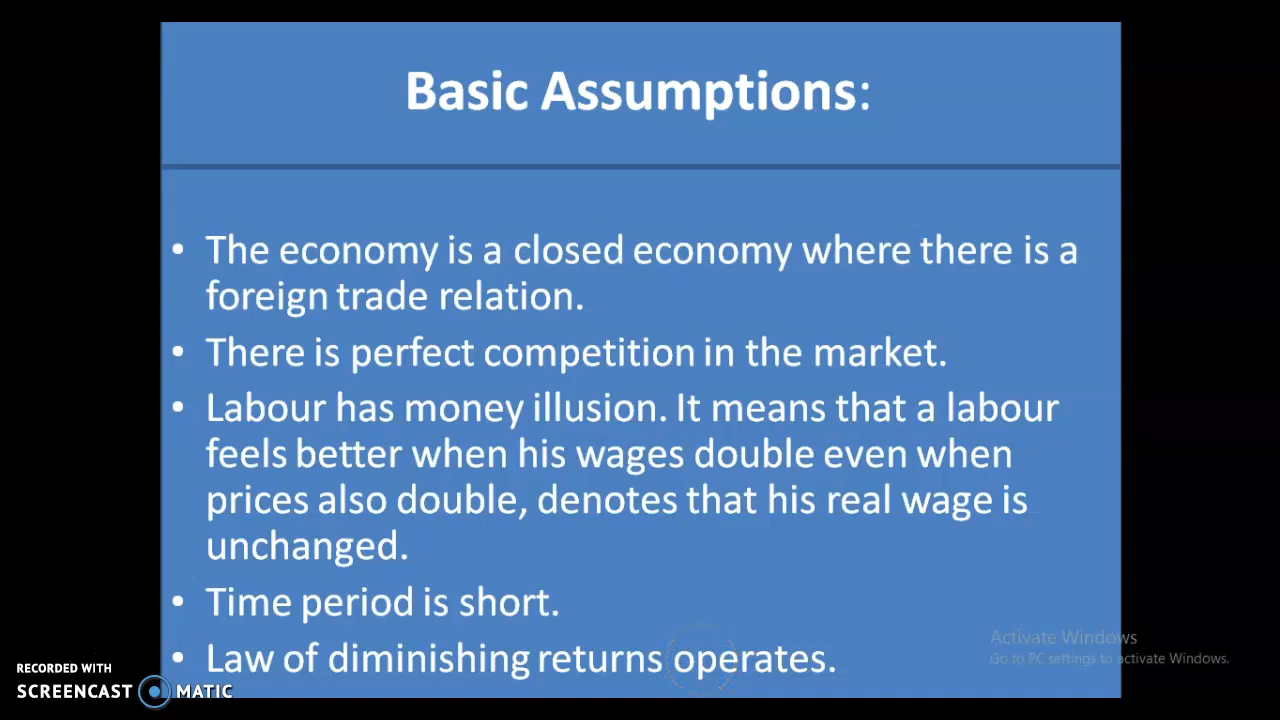 Basic Assumptions:
• The economy is a closed economy where there is a
foreign trade relation.
• There is perfect competition in the market.
• Labour has money illusion. It means that a labour
feels better when his wages double even when
prices also double, denotes that his real wage is
unchanged.
• Time period is short.
• Law of diminishing returns operates.
Activate Windows
Go to PC settings to activate Windows.
RECORDED WITH
SCREENCAST MATIC